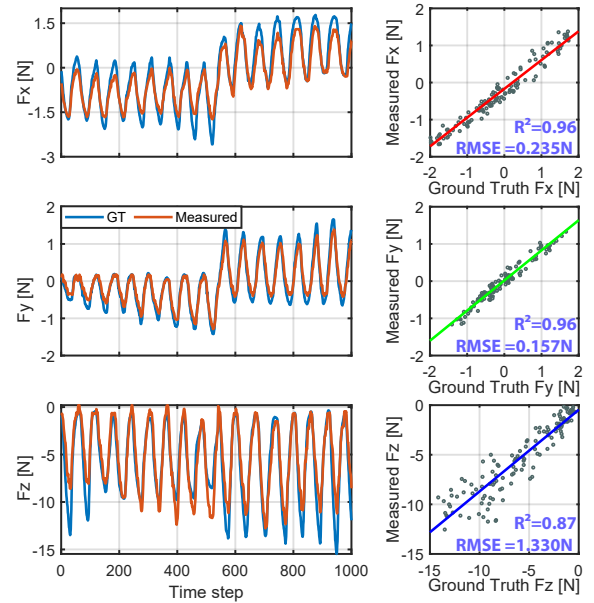 Fx [N]
1.5
0
-1.5
-3
Measured Fx [N]
2
1
0
-1
-2
R²=0.96
RMSE =0.235N
-2 0 2
Ground Truth Fx [N]
GT Measured
Fy [N]
2
1
0
-1
-2
Measured Fy [N]
2
1
0
-1
-2
R²=0.96
RMSE =0.157N
-2 -1 0 1 2
Ground Truth Fy [N]
Fz [N]
0
-5
-10
-15
0 200 400 600 800 1000
Time step
Measured Fz [N]
0
-5
-10
-15
R²=0.87
RMSE =1.330N
-15 -10 -5 0
Ground Truth Fz [N]